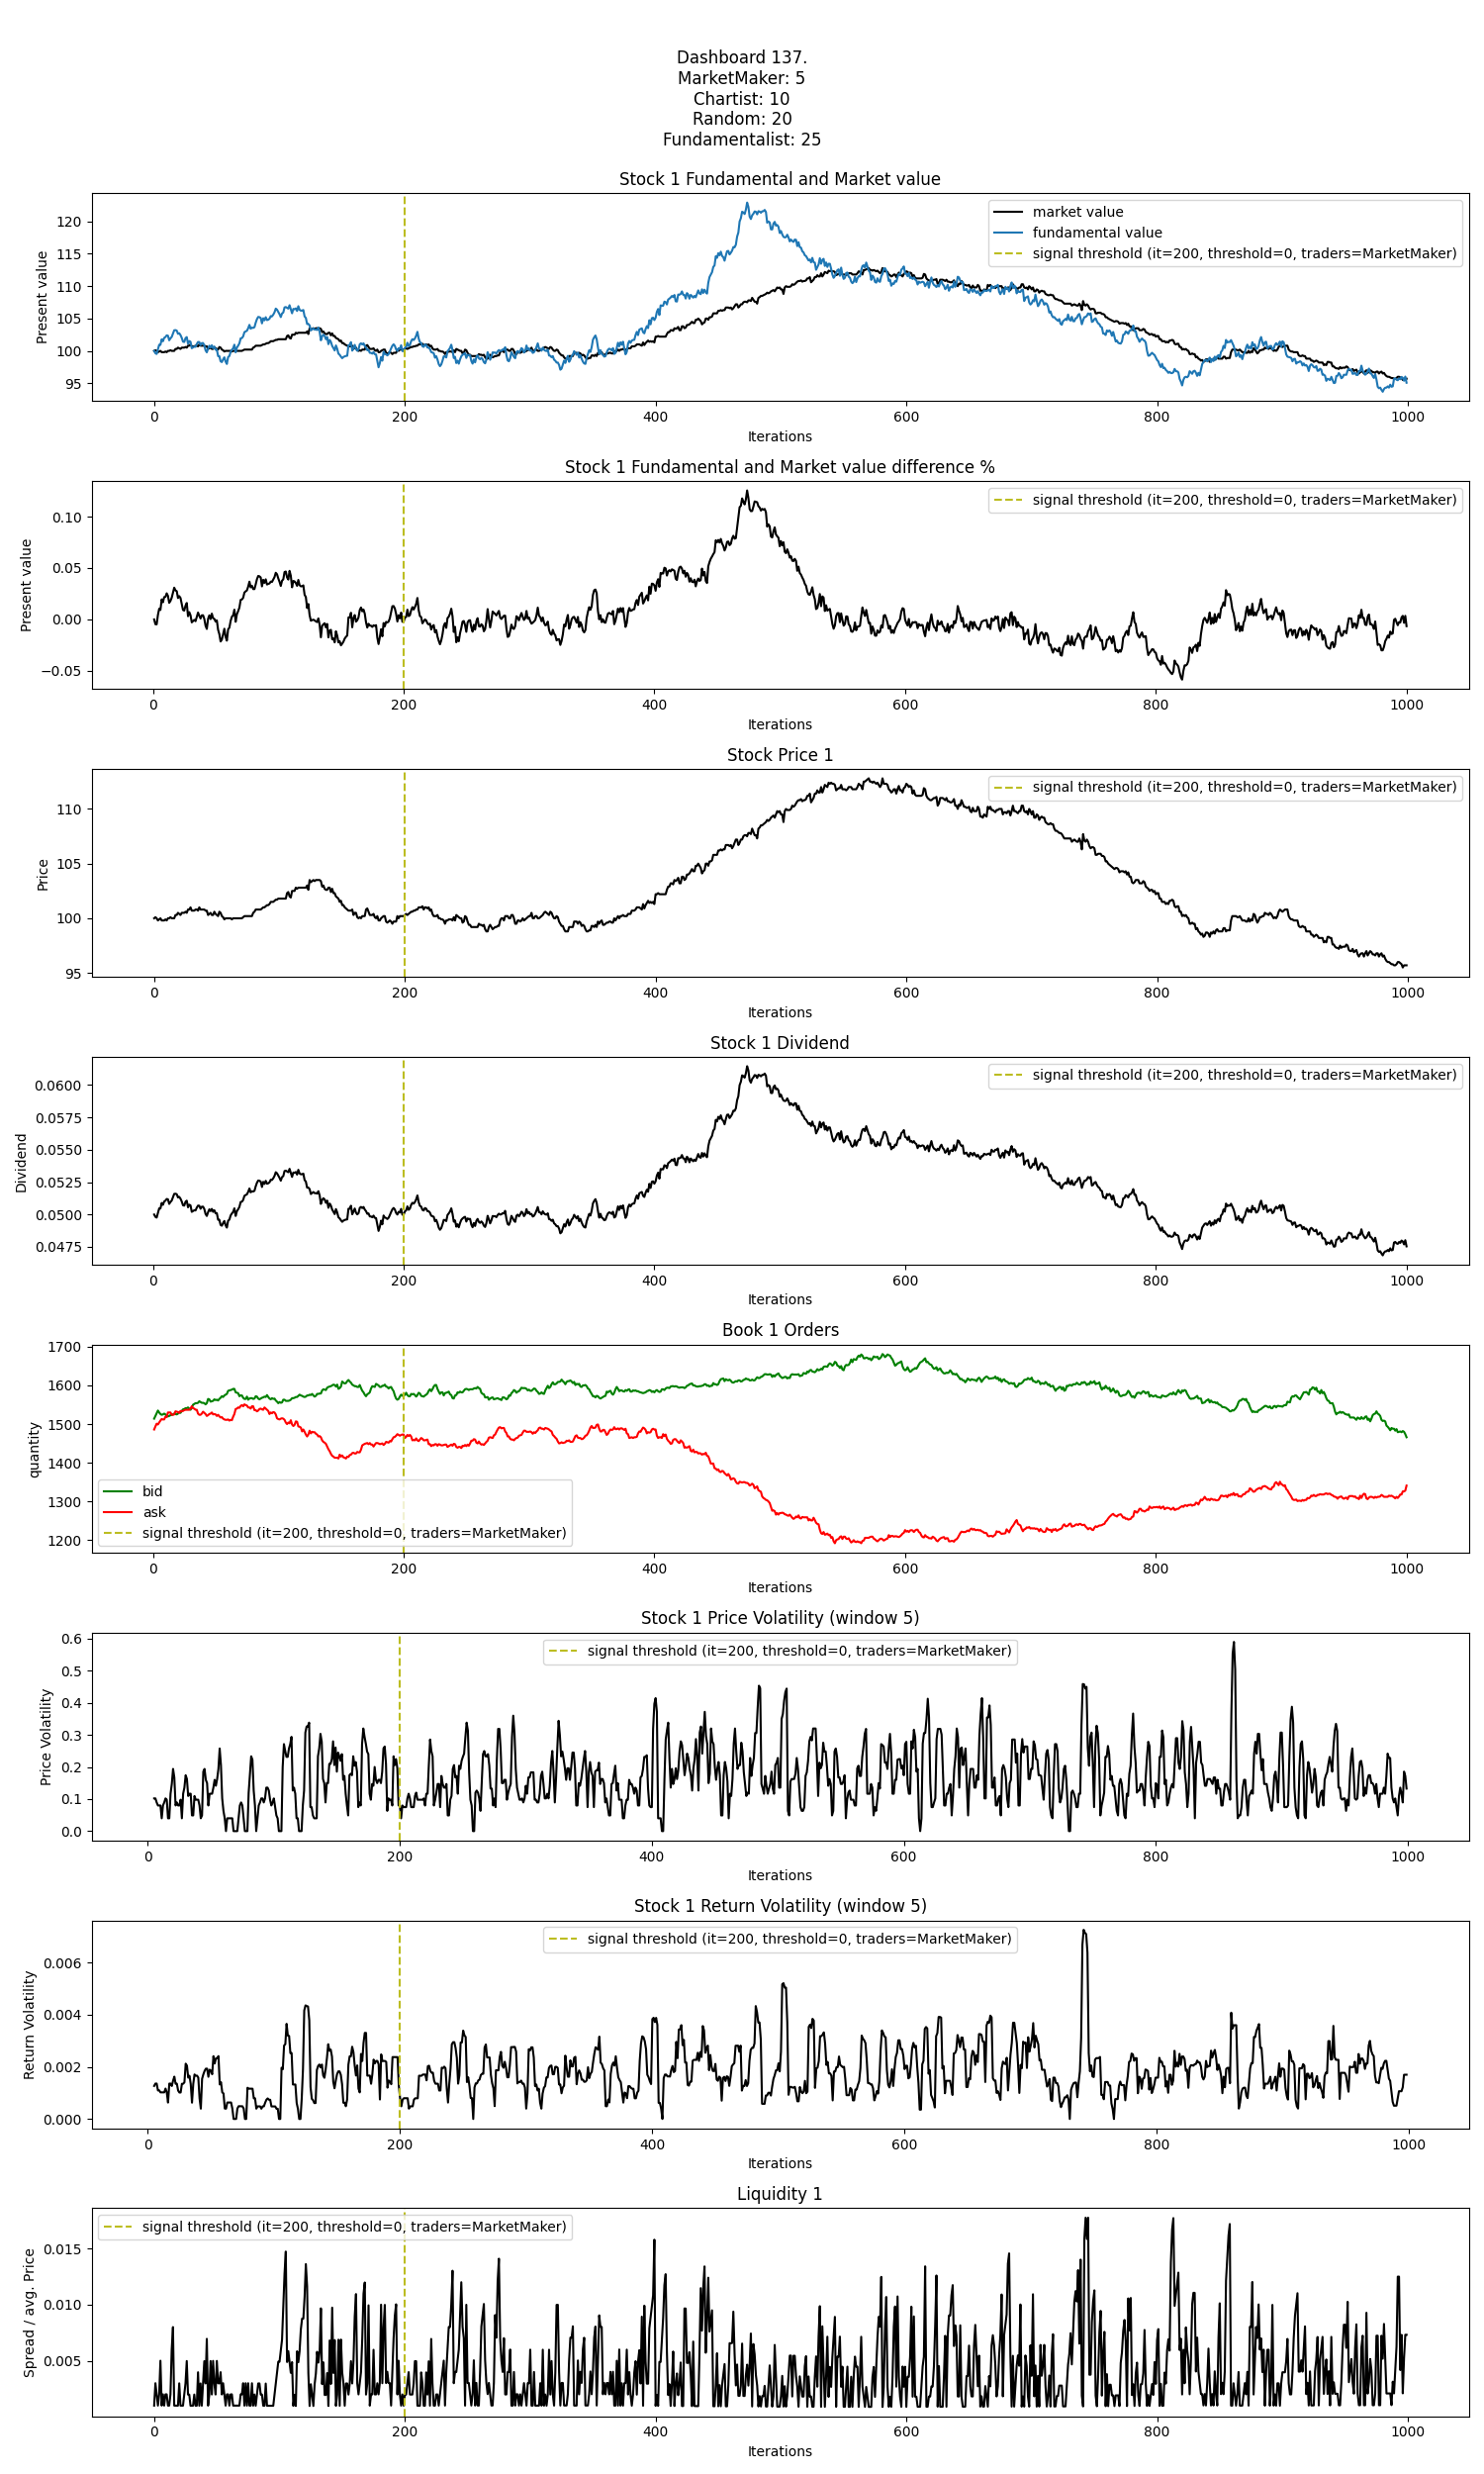 Dashboard 137.
MarketMaker: 5
Chartist: 10
Random: 20
Fundamentalist: 25
Stock 1 Fundamental and Market value
market value
fundamental value
signal threshold (it=200, threshold=0, traders=MarketMaker)
Present value
120
115
110
105
100
95
0 200 400 600 800 1000
Iterations
Stock 1 Fundamental and Market value difference %
signal threshold (it=200, threshold=0, traders=MarketMaker)
Present value
0.10
0.05
0.00
−0.05
0 200 400 600 800 1000
Iterations
Stock Price 1
signal threshold (it=200, threshold=0, traders=MarketMaker)
Price
110
105
100
95
0 200 400 600 800 1000
Iterations
Stock 1 Dividend
signal threshold (it=200, threshold=0, traders=MarketMaker)
Dividend
0.0600
0.0575
0.0550
0.0525
0.0500
0.0475
0 200 400 600 800 1000
Iterations
Book 1 Orders
quantity
1700
1600
1500
1400
1300
1200
bid
ask
signal threshold (it=200, threshold=0, traders=MarketMaker)
0 200 400 600 800 1000
Iterations
Stock 1 Price Volatility (window 5)
signal threshold (it=200, threshold=0, traders=MarketMaker)
Price Volatility
0.6
0.5
0.4
0.3
0.2
0.1
0.0
0 200 400 600 800 1000
Iterations
Stock 1 Return Volatility (window 5)
signal threshold (it=200, threshold=0, traders=MarketMaker)
Return Volatility
0.006
0.004
0.002
0.000
0 200 400 600 800 1000
Iterations
Liquidity 1
signal threshold (it=200, threshold=0, traders=MarketMaker)
Spread / avg. Price
0.015
0.010
0.005
0 200 400 600 800 1000
Iterations